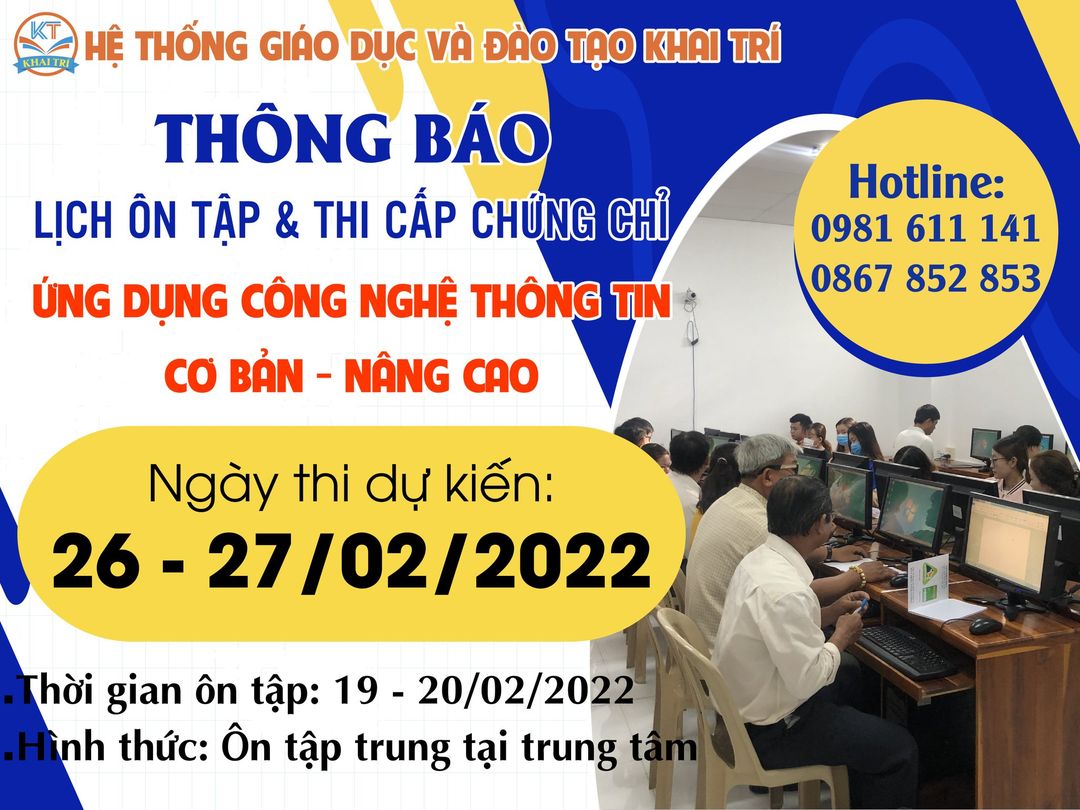 KT
KHAI TRÍ
HỆ THỐNG GIÁO DỤC VÀ ĐÀO TẠO KHAI TRÍ
THÔNG BÁO
LỊCH ÔN TẬP & THI CẤP CHỨNG CHỈ
ỨNG DỤNG CÔNG NGHỆ THÔNG TIN
CƠ BẢN - NÂNG CAO
Hotline:
0981 611 141
0867 852 853
Ngày thi dự kiến:
26 - 27/02/2022
.Thời gian ôn tập: 19 - 20/02/2022
.Hình thức: Ôn tập trung tại trung tâm